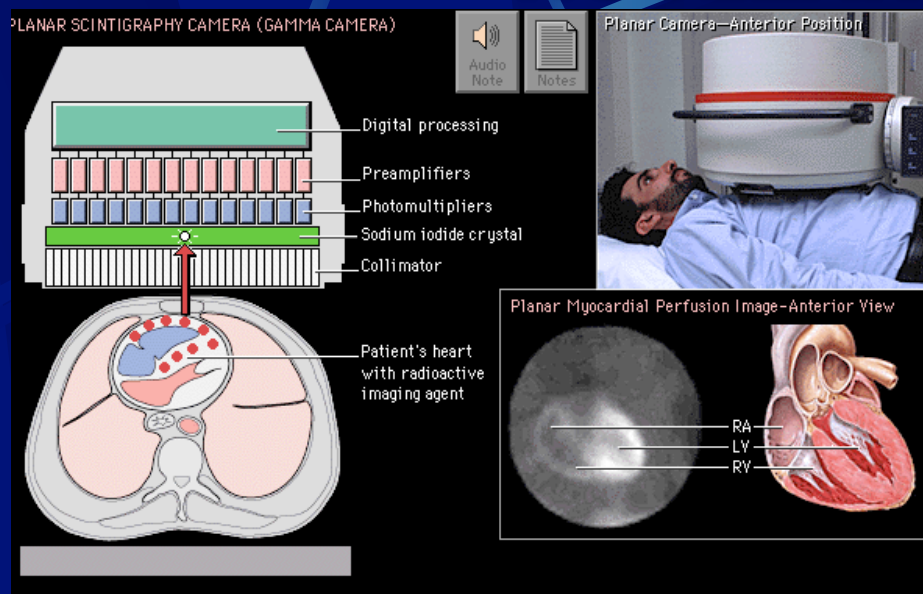 PLANAR SCINTIGRAPHY CAMERA (GAMMA CAMERA)
Audio
Note
Notes
Planar Camera—Anterior Position
Digital processing
Preamplifiers
Photomultipliers
Sodium iodide crystal
Collimator
Patient's heart
with radioactive
imaging agent
Planar Myocardial Perfusion Image-Anterior View
RA
LV
RV